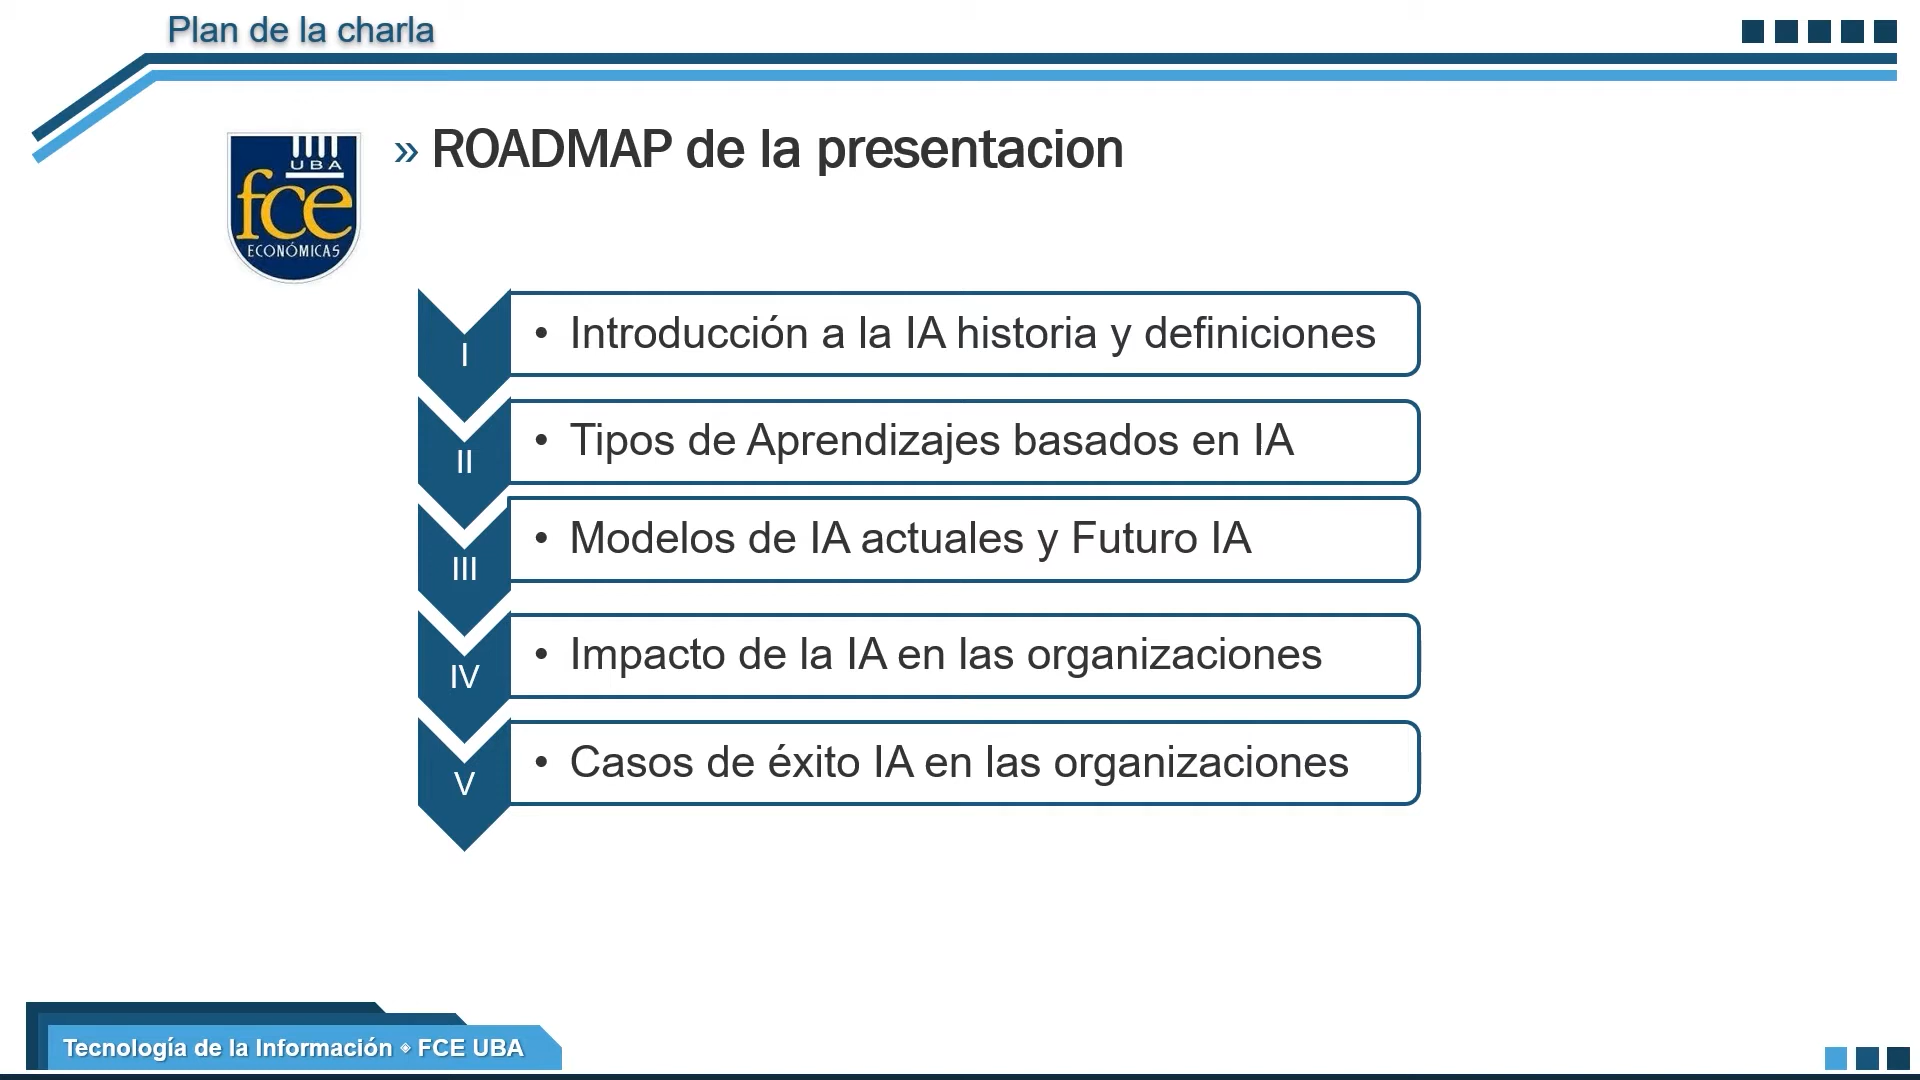 Plan de la charla
» ROADMAP de la presentacion
UBA
fce
ECONÓMICAS
I
• Introducción a la IA historia y definiciones
II
• Tipos de Aprendizajes basados en IA
III
• Modelos de IA actuales y Futuro IA
IV
• Impacto de la IA en las organizaciones
V
• Casos de éxito IA en las organizaciones
Tecnología de la Información ◈ FCE UBA